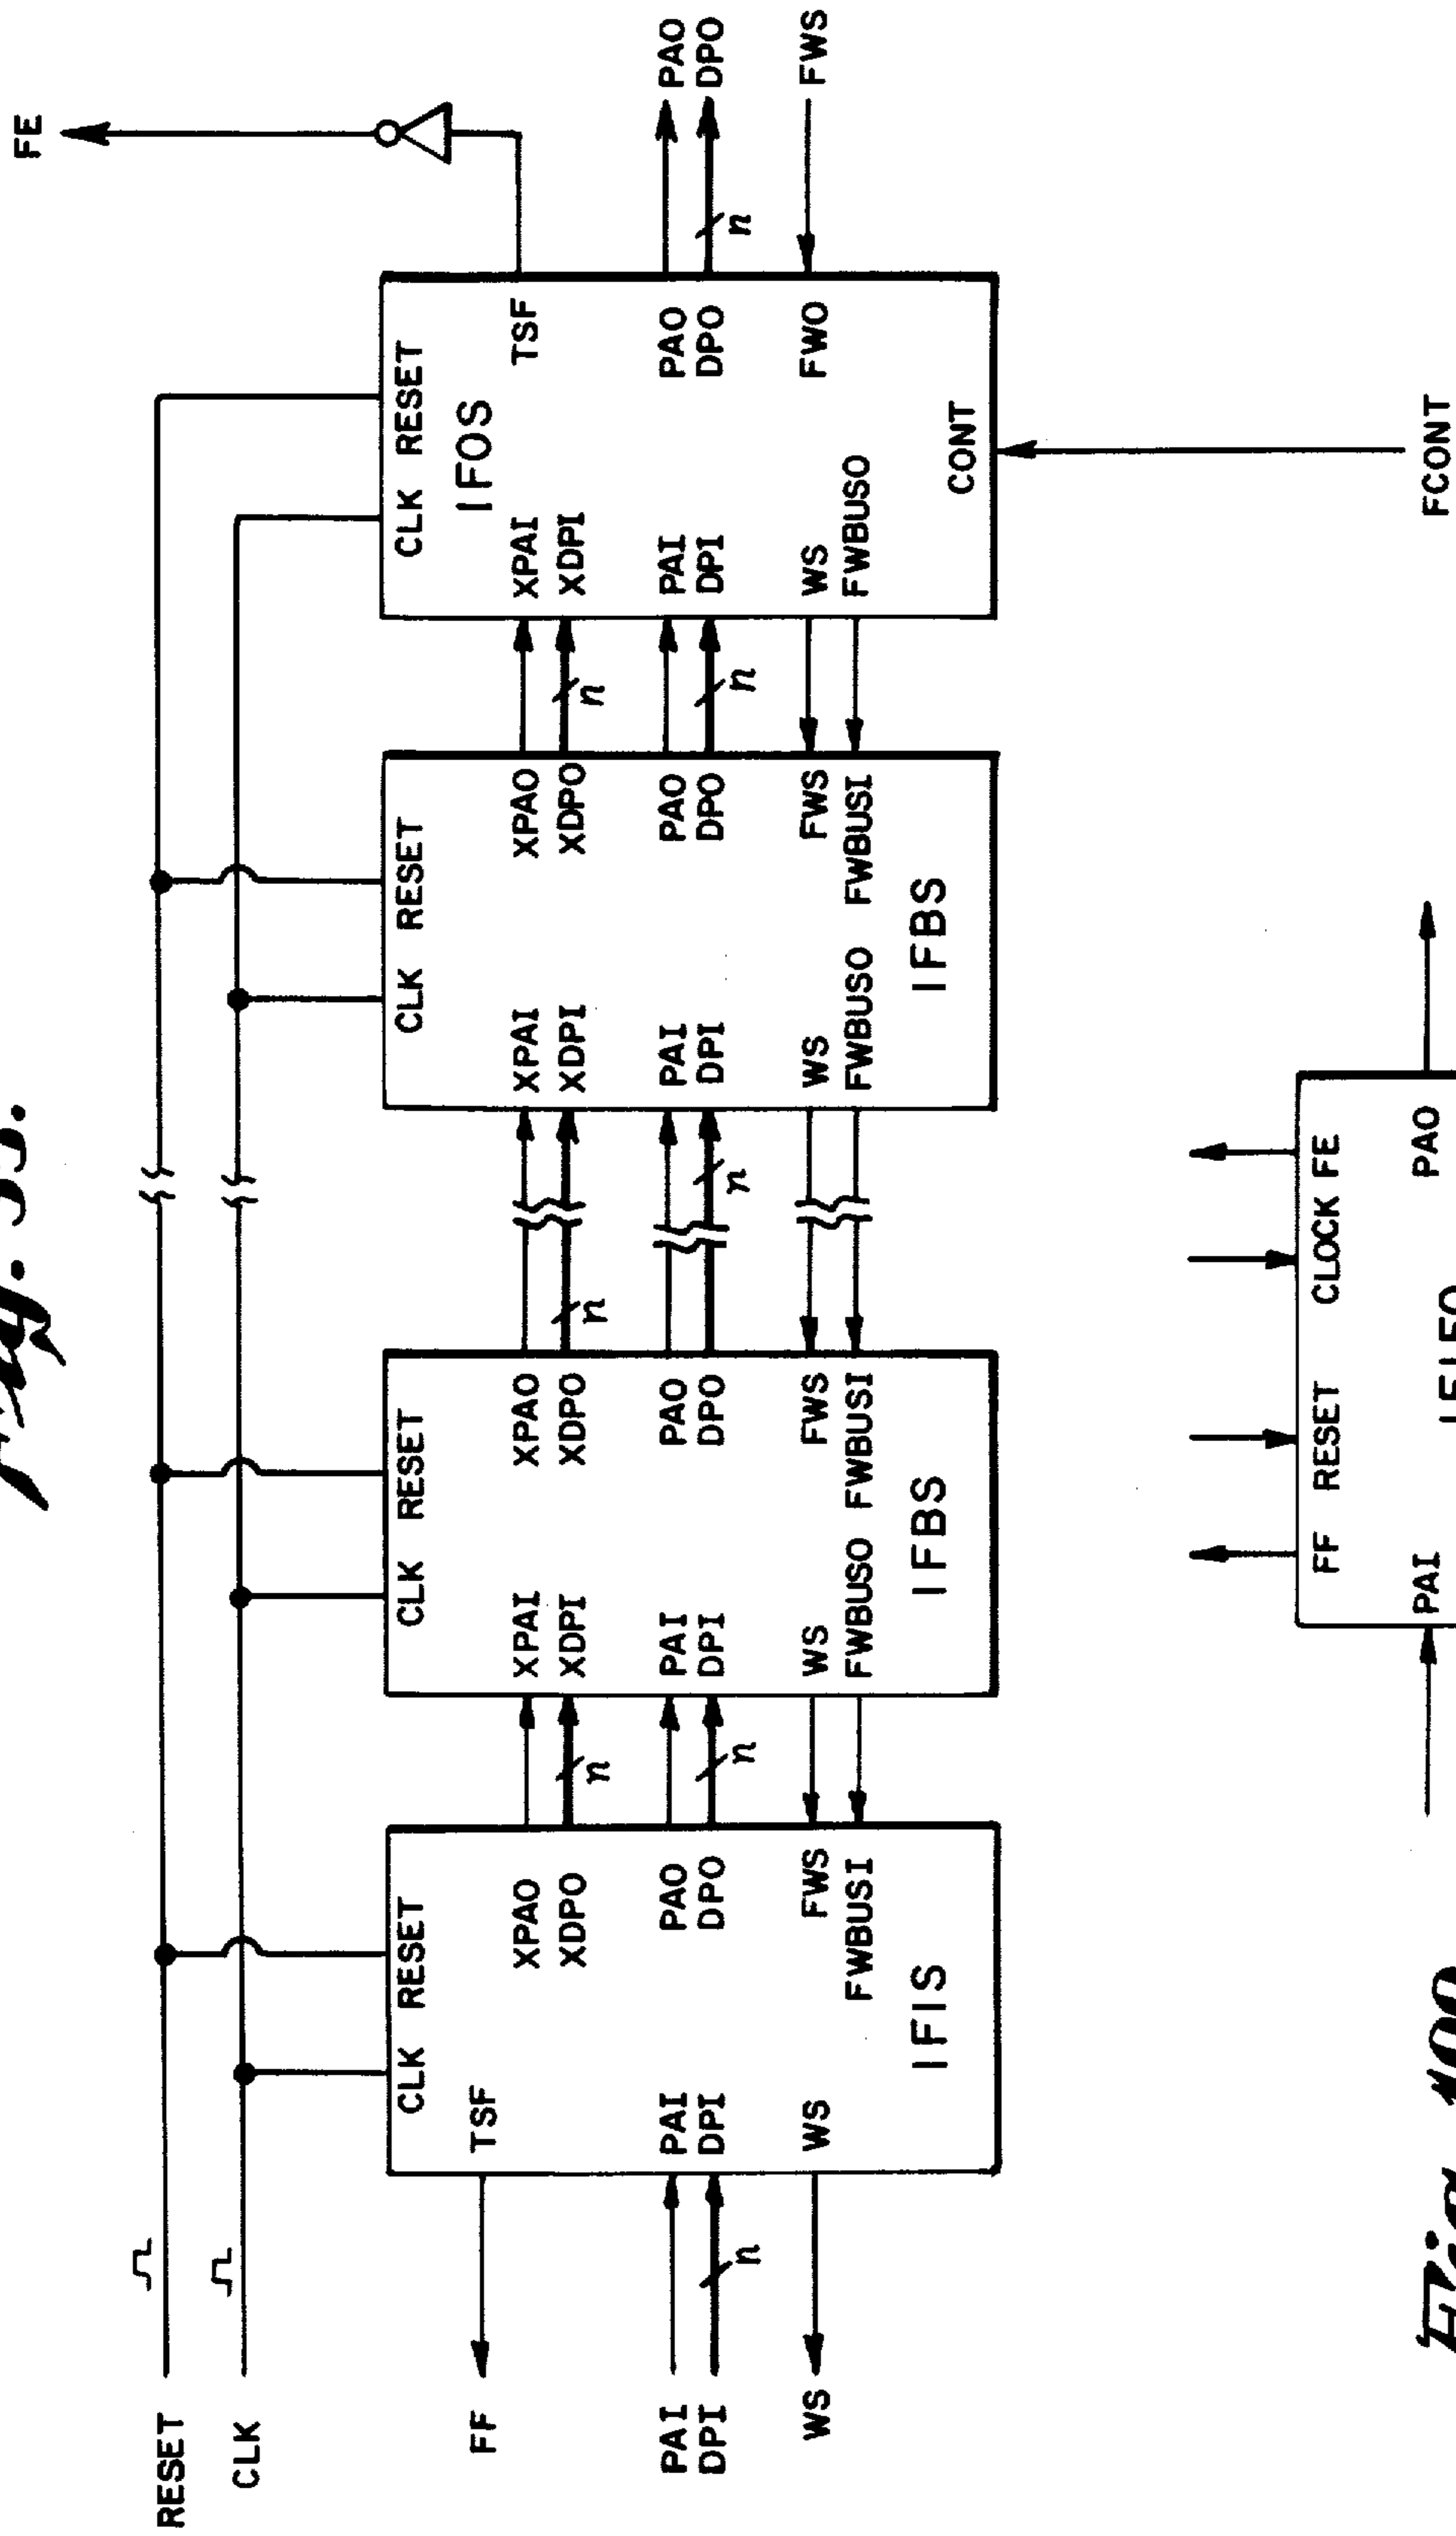 RESET
CLK
FF
PAI
DPI
WS
n
CLK RESET
TSF
XPAO
XDPO
PAI PAO
DPI DPO
WS FWS
FWBUSI
IFIS
n
n
CLK RESET
XPAI XPAO
XDPI XDPO
PAI PAO
DPI DPO
WS FWS
FWBUSO FWBUSI
IFBS
n
n
CLK RESET
XPAI XPAO
XDPI XDPO
PAI PAO
DPI DPO
WS FWS
FWBUSO FWBUSI
IFBS
n
n
CLK RESET
IFOS
XPAI TSF
XDPI
PAI PAO
DPI DPO
WS FWO
FWBUSO
CONT
FE
PAO
DPO
n
FWS
FCONT
FF RESET CLOCK FE
PAI PAO